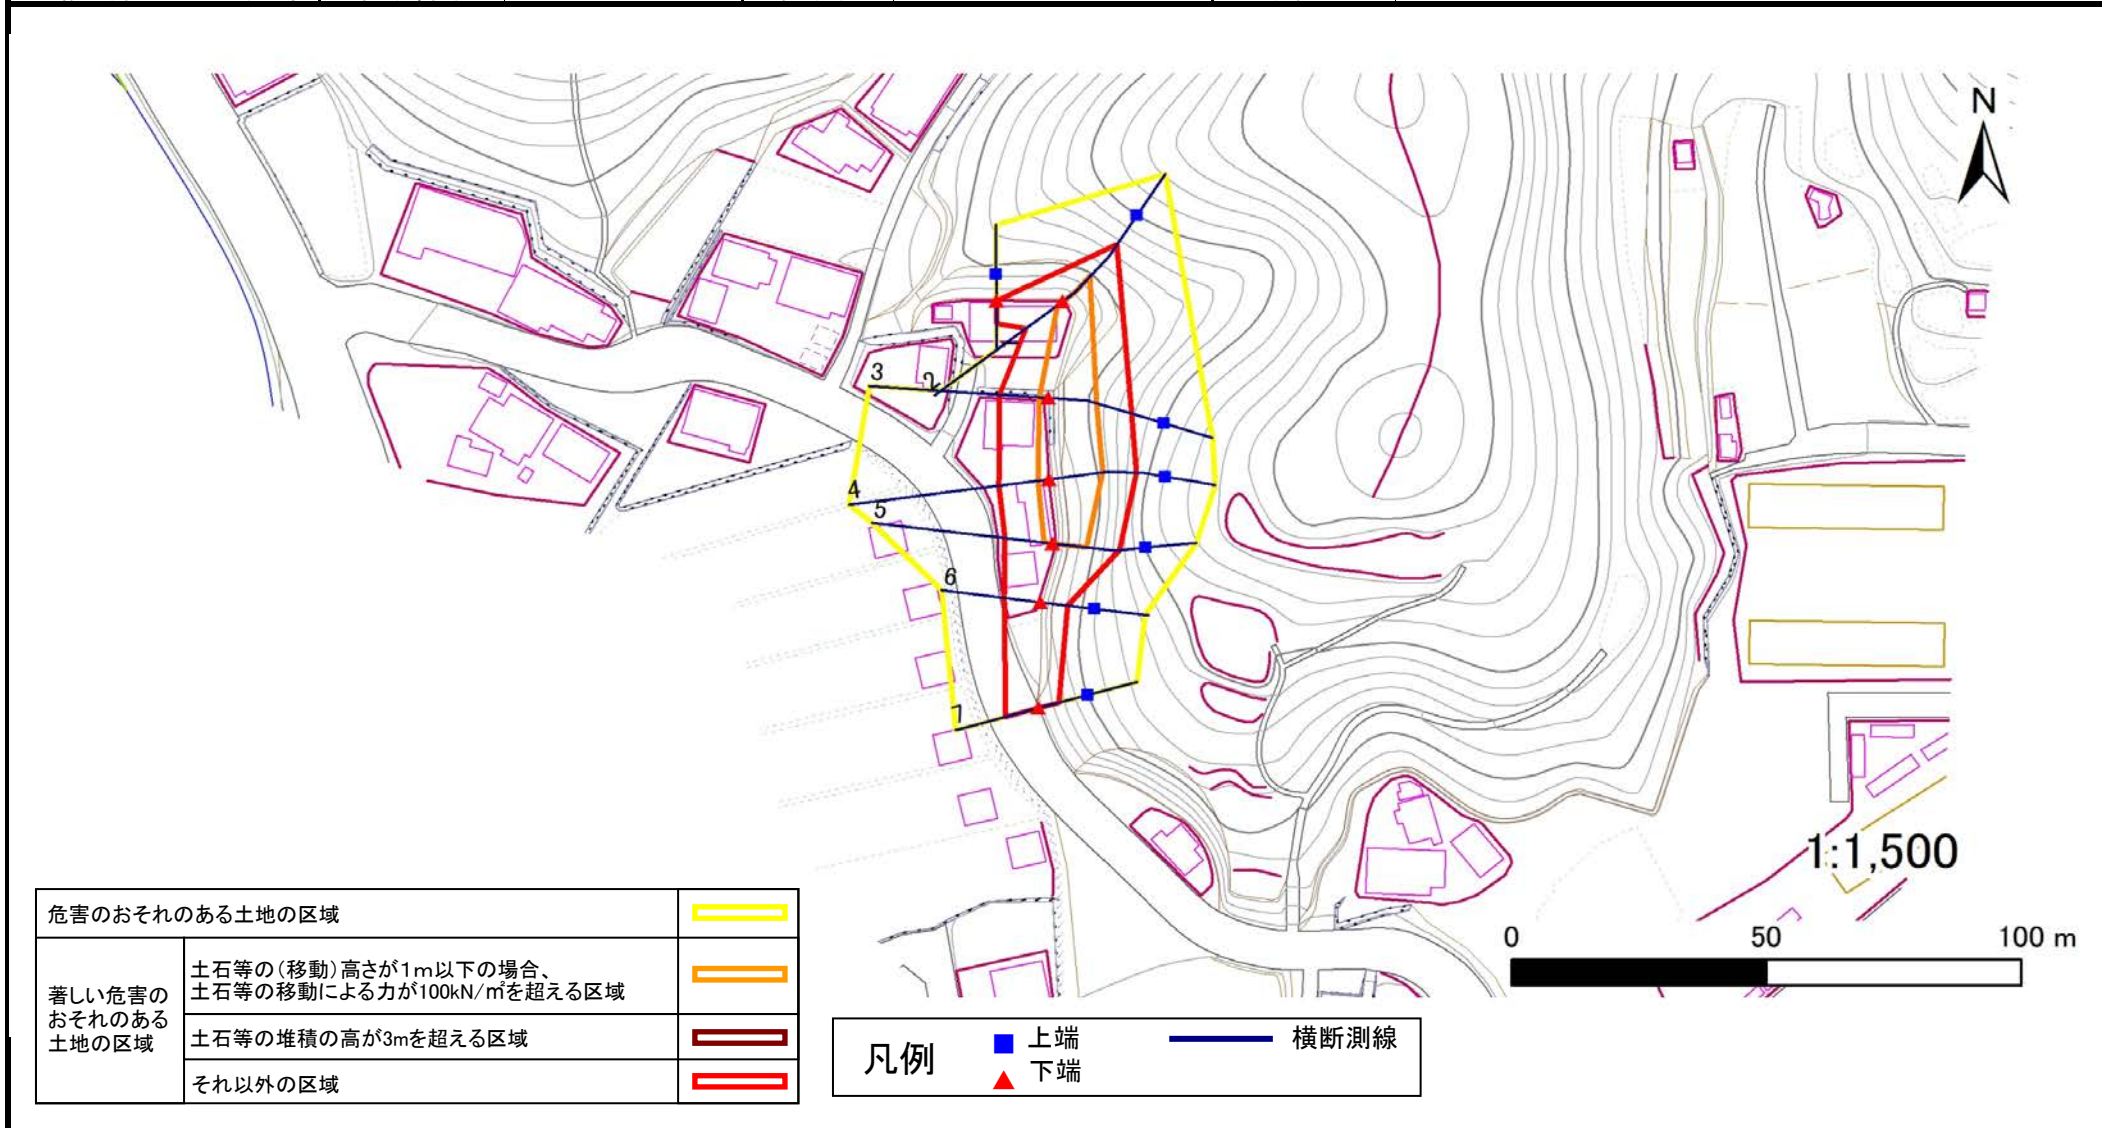 N
3
2
4
5
6
7
1:1,500
0 50 100 m
危害のおそれのある土地の区域
著しい危害の
おそれのある
土地の区域
土石等の(移動)高さが1m以下の場合、
土石等の移動による力が100kN/㎡を超える区域
土石等の堆積の高が3mを超える区域
それ以外の区域
凡例
上端
下端
横断測線